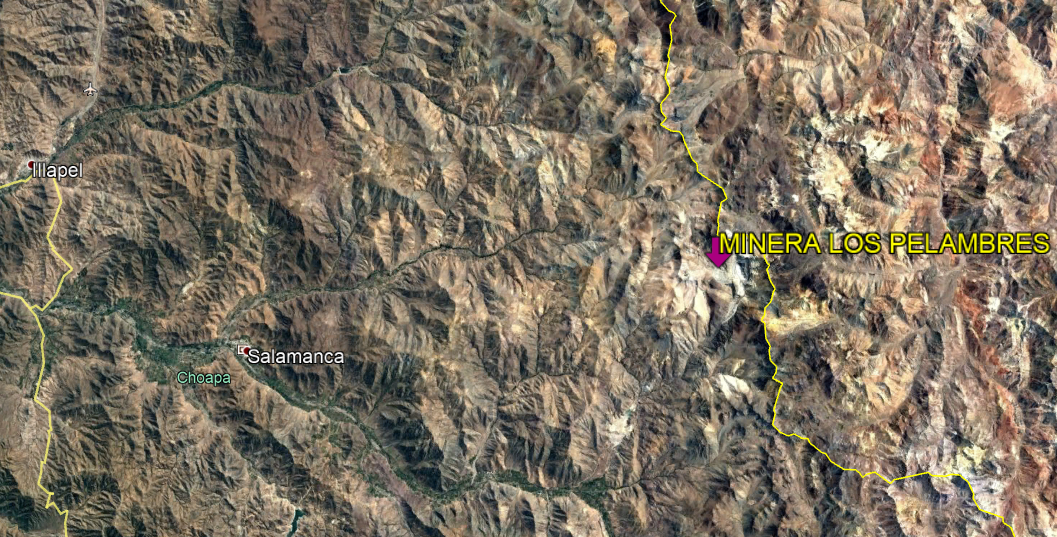 Illapel
MINERA LOS PELAMBRES
Salamanca
Choapa